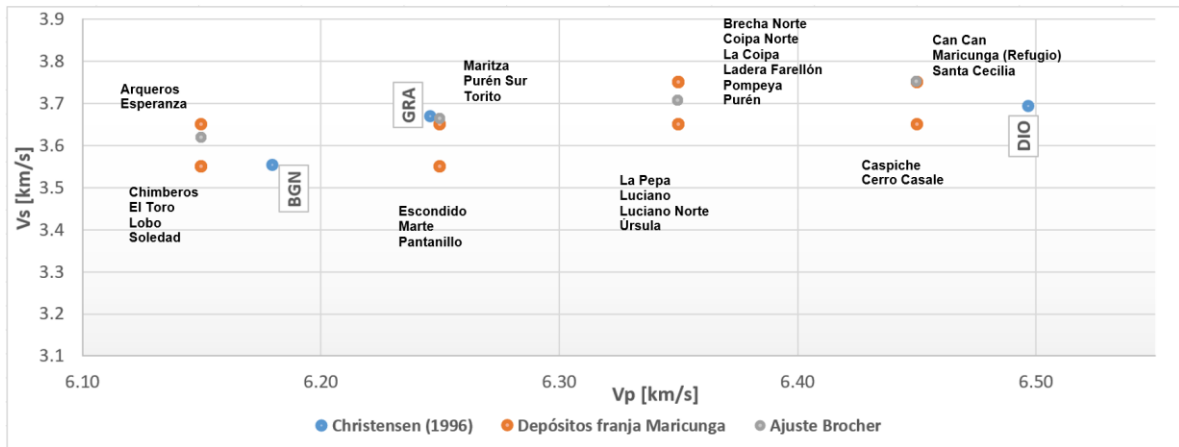 3.9
3.8
3.7
3.6
3.5
3.4
3.3
3.2
3.1
Vs [km/s]
6.10
6.20
6.30
6.40
6.50
Vp [km/s]
Arqueros
Esperanza
Chimberos
El Toro
Lobo
Soledad
BGN
GRA
Maritza
Purén Sur
Torito
Escondido
Marte
Pantanillo
Brecha Norte
Coipa Norte
La Coipa
Ladera Farellón
Pompeya
Purén
La Pepa
Luciano
Luciano Norte
Úrsula
Can Can
Maricunga (Refugio)
Santa Cecilia
Caspiche
Cerro Casale
DIO
Christensen (1996)
Depósitos franja Maricunga
Ajuste Brocher